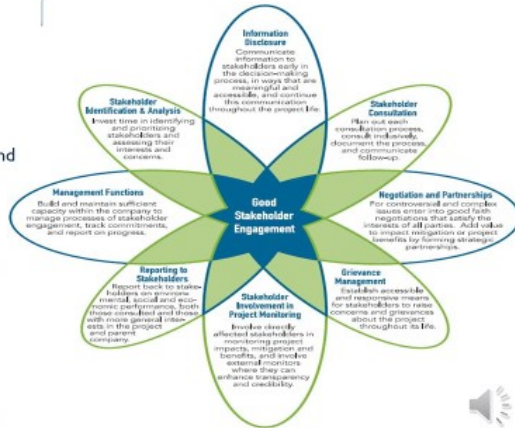 Information
Disclosure
Communicate
information to
stakeholders early in
the decision-making
process, in ways that are
meaningful and
accessible, and continue
this communication
throughout the project life.
Stakeholder
Identification & Analysis
Invest time in identifying
and prioritizing
stakeholders and
assessing their
interests and
concerns.
Stakeholder
Consultation
Plan out each
consultation process,
consult inclusively,
document the process,
and communicate
follow-up.
nd
Management Functions
Build and maintain sufficient
capacity within the company to
manage processes of stakeholder
engagement, track commitments,
and report on progress.
Good
Stakeholder
Engagement
Negotiation and Partnerships
For controversial and complex
issues enter into good faith
negotiations that satisfy the
interests of all parties. Add value
to impact mitigation or project
benefits by forming strategic
partnerships.
Reporting to
Stakeholders
Report back to stake-
holders on environ-
mental, social and eco-
nomic performance, both
those consulted and those
with more general inter-
ests in the project
and parent
company.
Stakeholder
Involvement in
Project Monitoring
Involve directly
affected stakeholders in
monitoring project
impacts, mitigation and
benefits, and involve
external monitors
where they can
enhance transparency
and credibility.
Grievance
Management
Establish accessible
and responsive means
for stakeholders to raise
concerns and grievances
about the project
throughout its life.